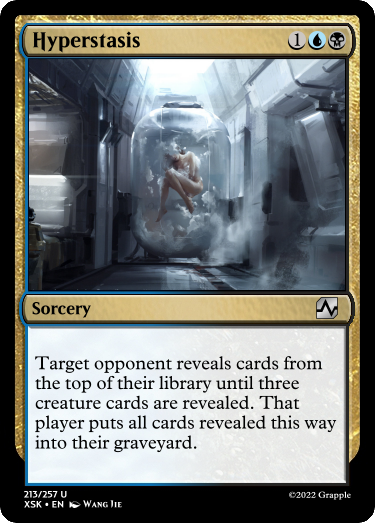 Hyperstasis 1
Sorcery
Target opponent reveals cards from
the top of their library until three
creature cards are revealed. That
player puts all cards revealed this way
into their graveyard.
213/257 U
XSK • EN Wang Jie
©2022 Grapple